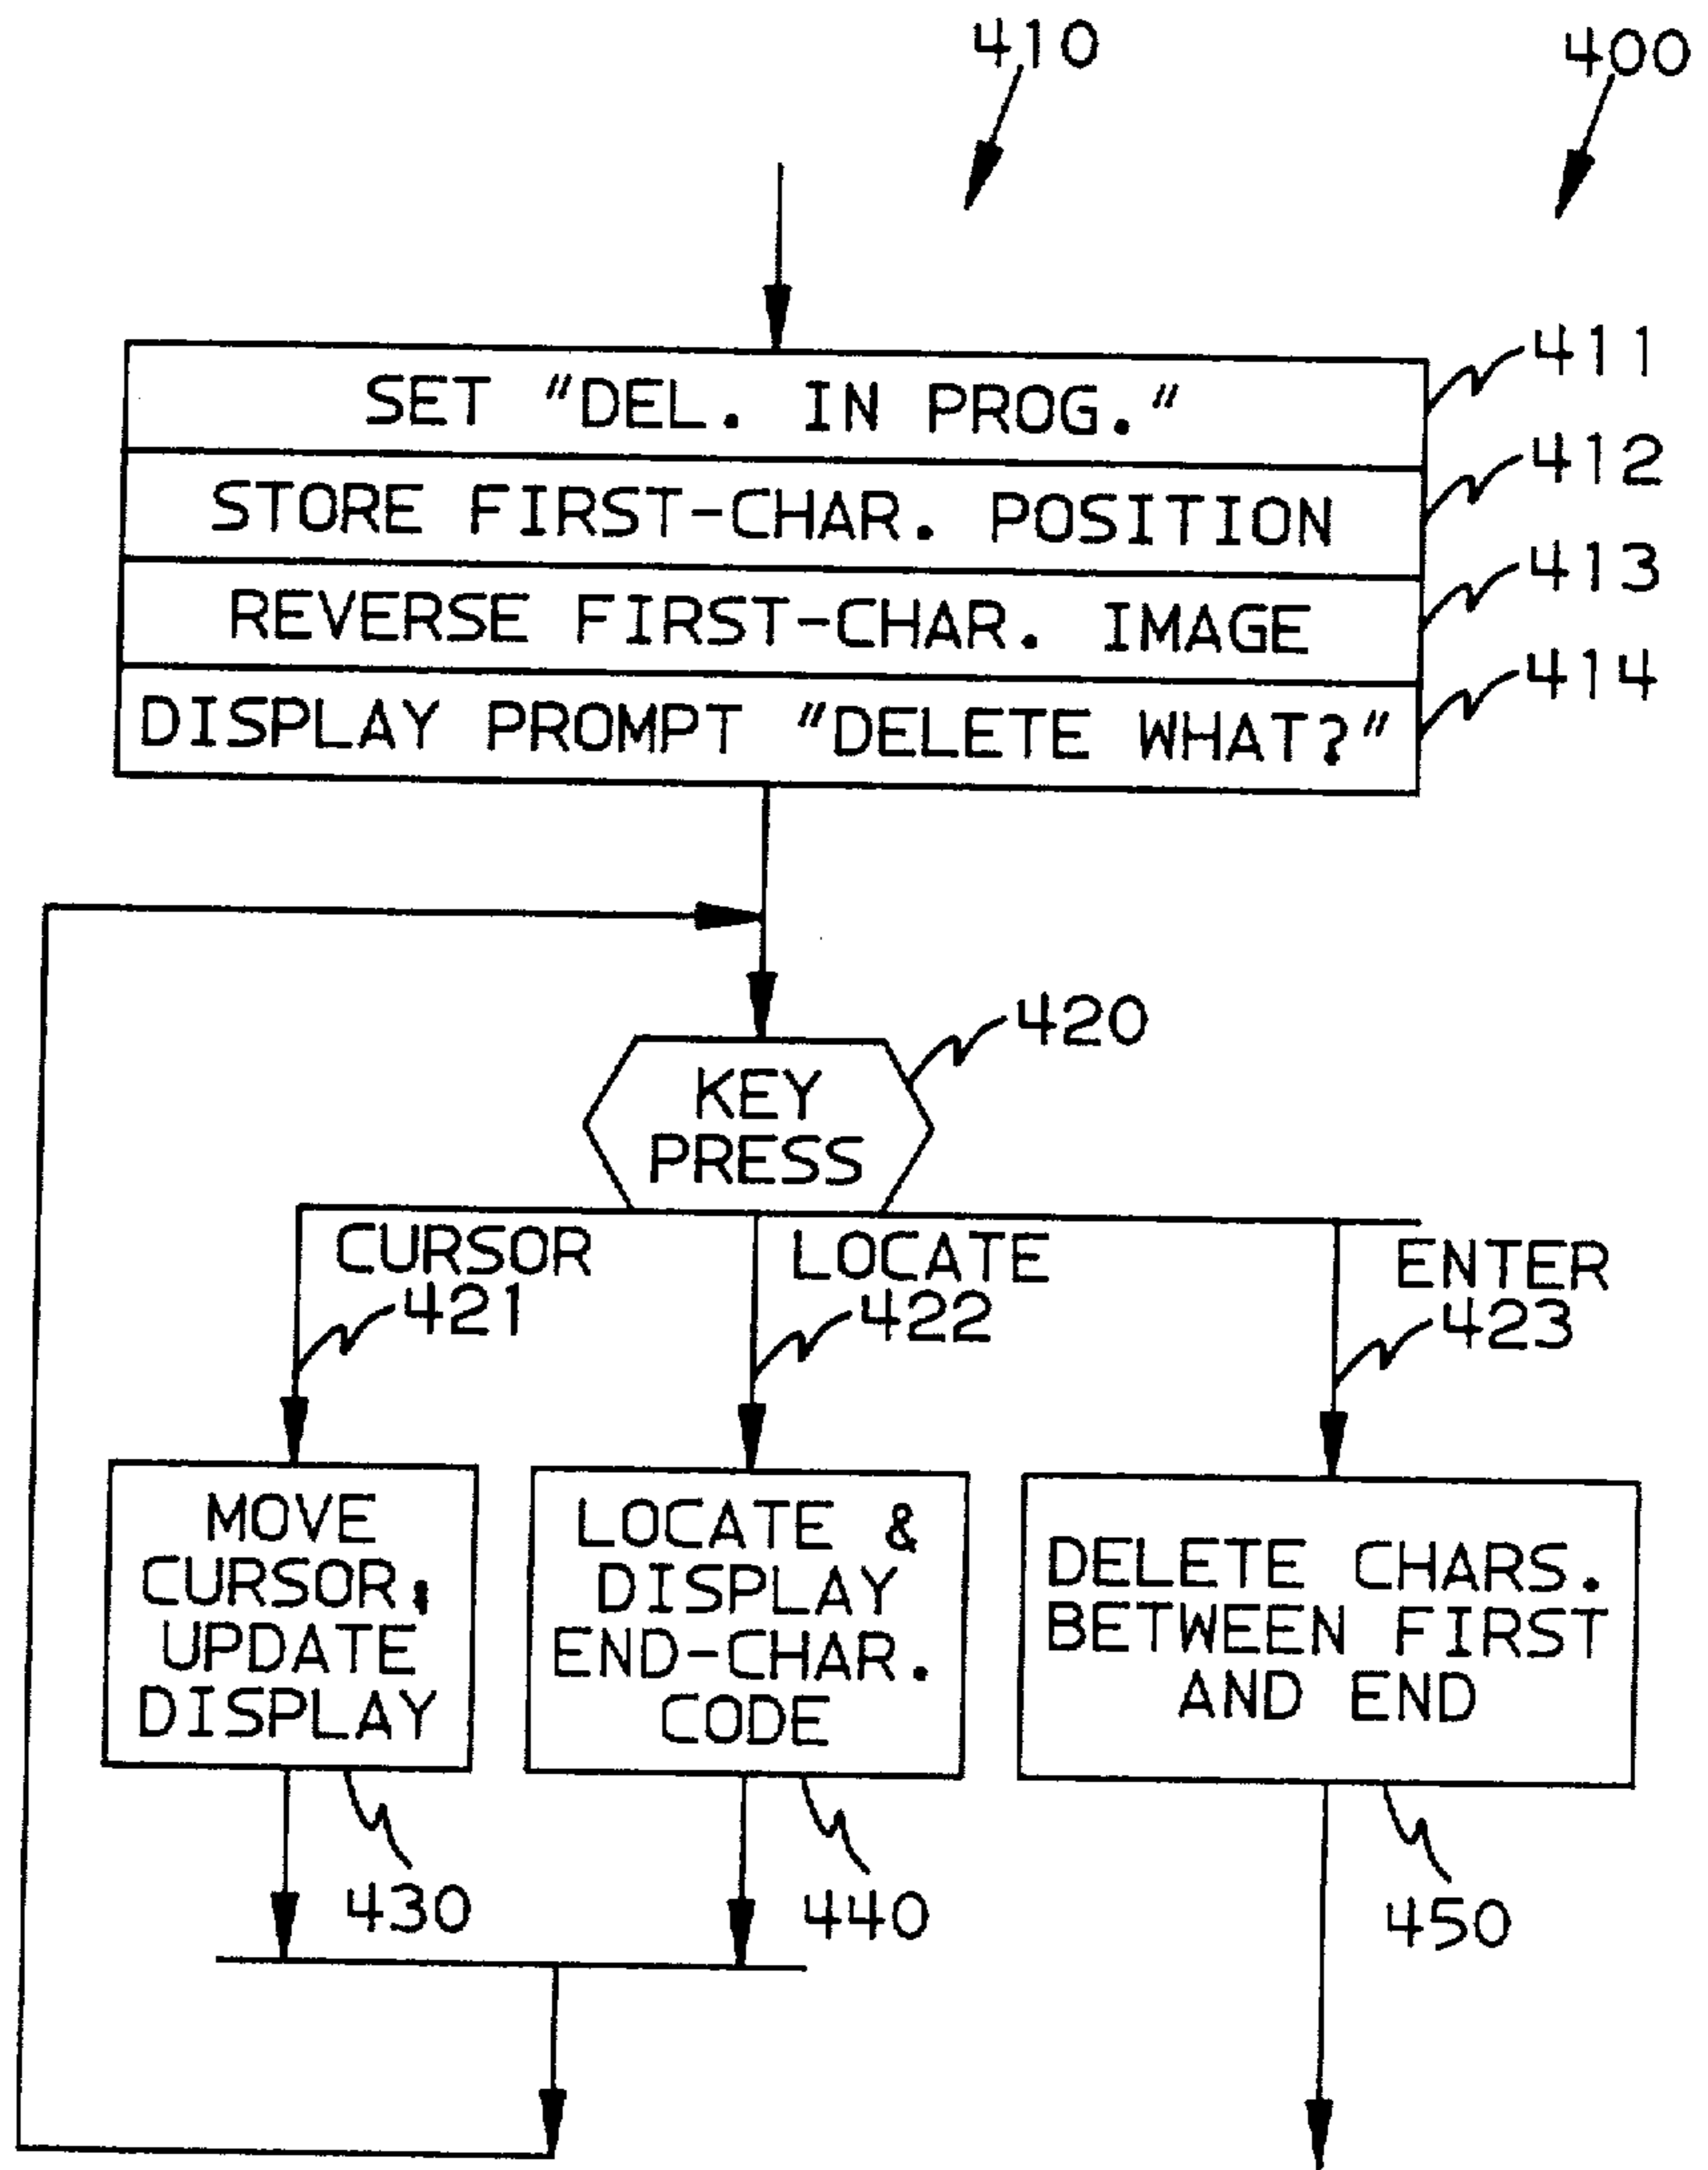 410
400
SET "DEL. IN PROG."
411
STORE FIRST-CHAR. POSITION
412
REVERSE FIRST-CHAR. IMAGE
413
DISPLAY PROMPT "DELETE WHAT?"
414
KEY
PRESS
420
CURSOR
421
LOCATE
422
ENTER
423
MOVE
CURSOR,
UPDATE
DISPLAY
430
LOCATE &
DISPLAY
END-CHAR.
CODE
440
DELETE CHARS.
BETWEEN FIRST
AND END
450